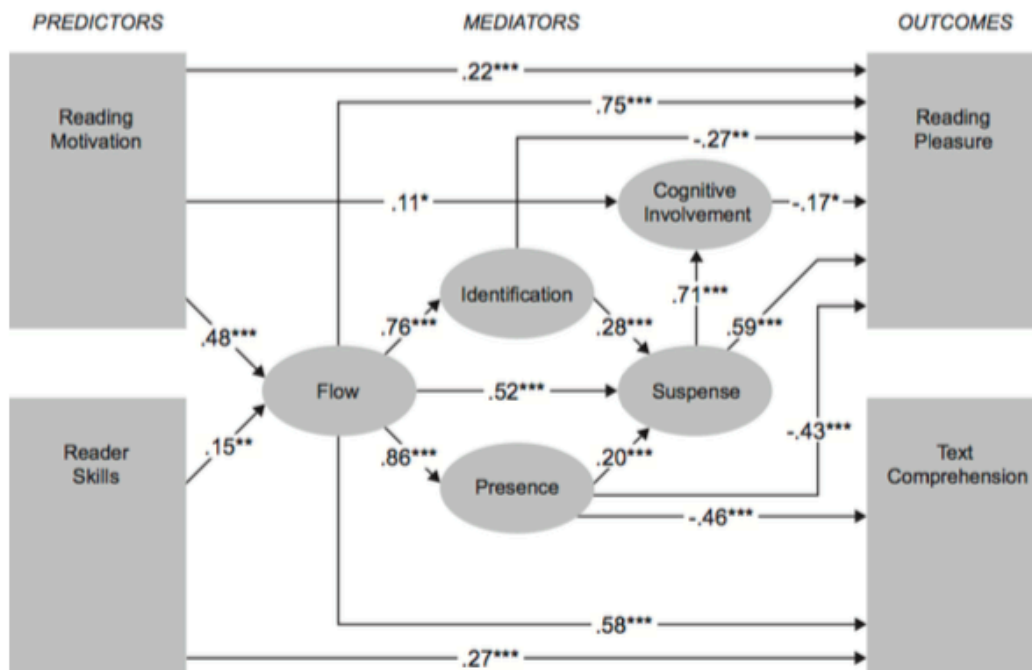 PREDICTORS MEDIATORS OUTCOMES
.22***
Reading
Motivation
.75***
Reading
Pleasure
-.27**
Cognitive
Involvement
.11*
-.17*
Identification
.71***
.48***
.76***
.28***
.59***
Flow
.52***
Suspense
Reader
Skills
.15**
.86***
.20***
-.43***
Text
Comprehension
Presence
-.46***
.58***
.27***